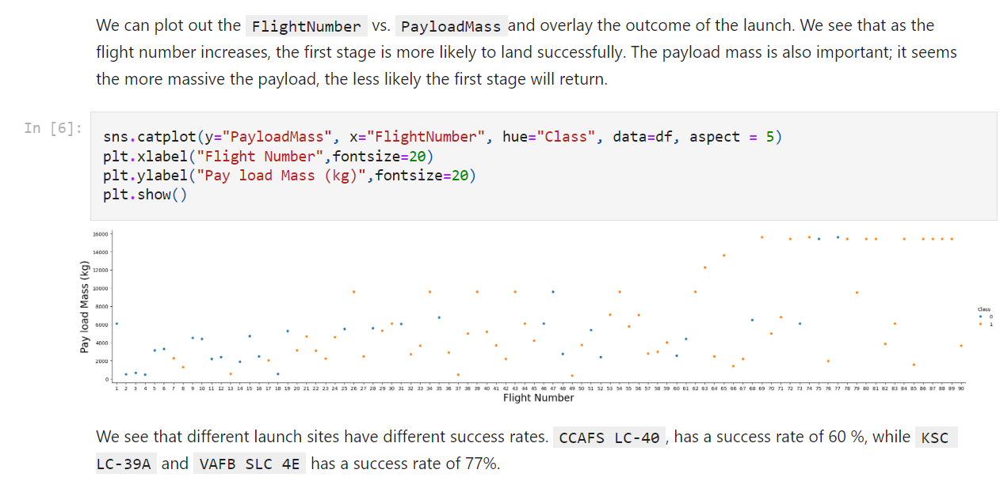 We can plot out the FlightNumber vs. PayloadMass and overlay the outcome of the launch. We see that as the
flight number increases, the first stage is more likely to land successfully. The payload mass is also important; it seems
the more massive the payload, the less likely the first stage will return.
In [6]:
sns.catplot(y="PayloadMass", x="FlightNumber", hue="Class", data=df, aspect = 5)
plt.xlabel("Flight Number",fontsize=20)
plt.ylabel("Pay load Mass (kg)",fontsize=20)
plt.show()
Pay load Mass (kg)
16000
14000
12000
10000
8000
6000
4000
2000
0
1 2 3 4 5 6 7 8 9 10 11 12 13 14 15 16 17 18 19 20 21 22 23 24 25 26 27 28 29 30 31 32 33 34 35 36 37 38 39 40 41 42 43 44 45 46 47 48 49 50 51 52 53 54 55 56 57 58 59 60 61 62 63 64 65 66 67 68 69 70 71 72 73 74 75 76 77 78 79 80 81 82 83 84 85 86 87 88 89 90
Flight Number
Class
0
1
We see that different launch sites have different success rates. CCAFS LC-40 , has a success rate of 60 %, while KSC
LC-39A and VAFB SLC 4E has a success rate of 77%.